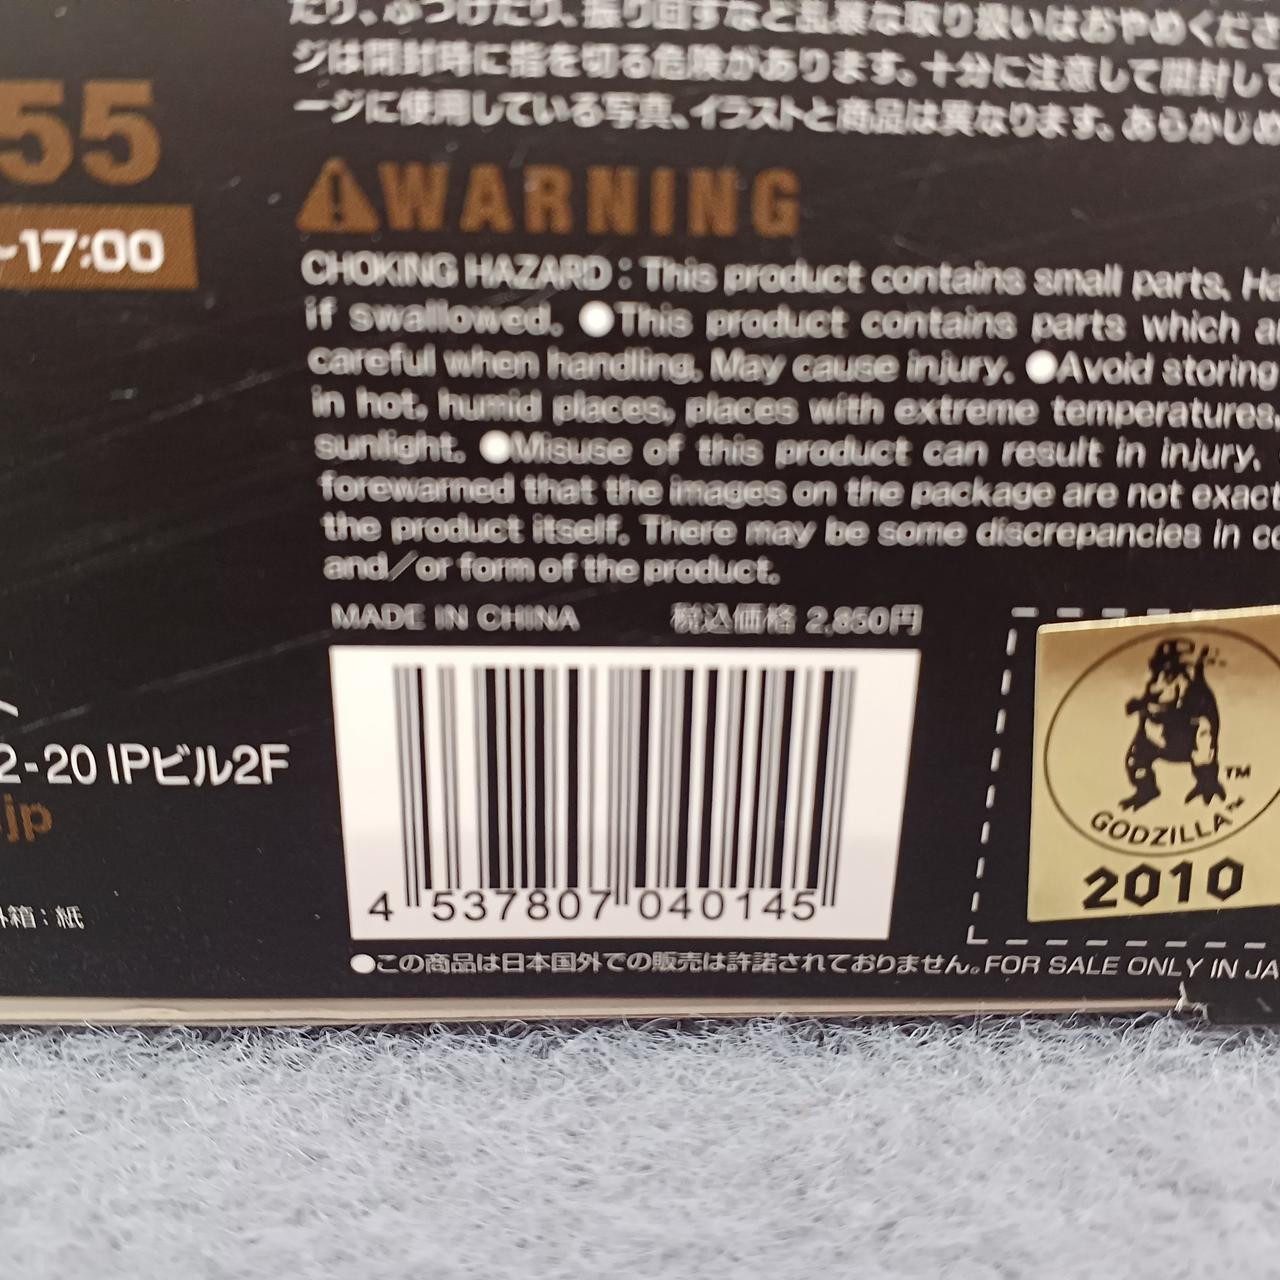 たり、ぶつけたり、振り回すなど乱暴な取り扱いはおやめくださ
ジは開封時に指を切る危険があります。十分に注意して開封して
ージに使用している写真、イラストと商品は異なります。あらかじめ
55
~17:00
WARNING
CHOKING HAZARD : This product contains small parts. Ha
if swallowed. ●This product contains parts which a
careful when handling. May cause injury. ●Avoid storing
in hot, humid places, places with extreme temperatures,
sunlight. ●Misuse of this product can result in injury.
forewarned that the images on the package are not exact
the product itself. There may be some discrepancies in co
and/or form of the product.
MADE IN CHINA 税込価格 2,850円
2-20 IPビル2F
.jp
箱：紙
4 537807 040145
TM
GODZILLA™
2010
●この商品は日本国外での販売は許諾されておりません。FOR SALE ONLY IN JA